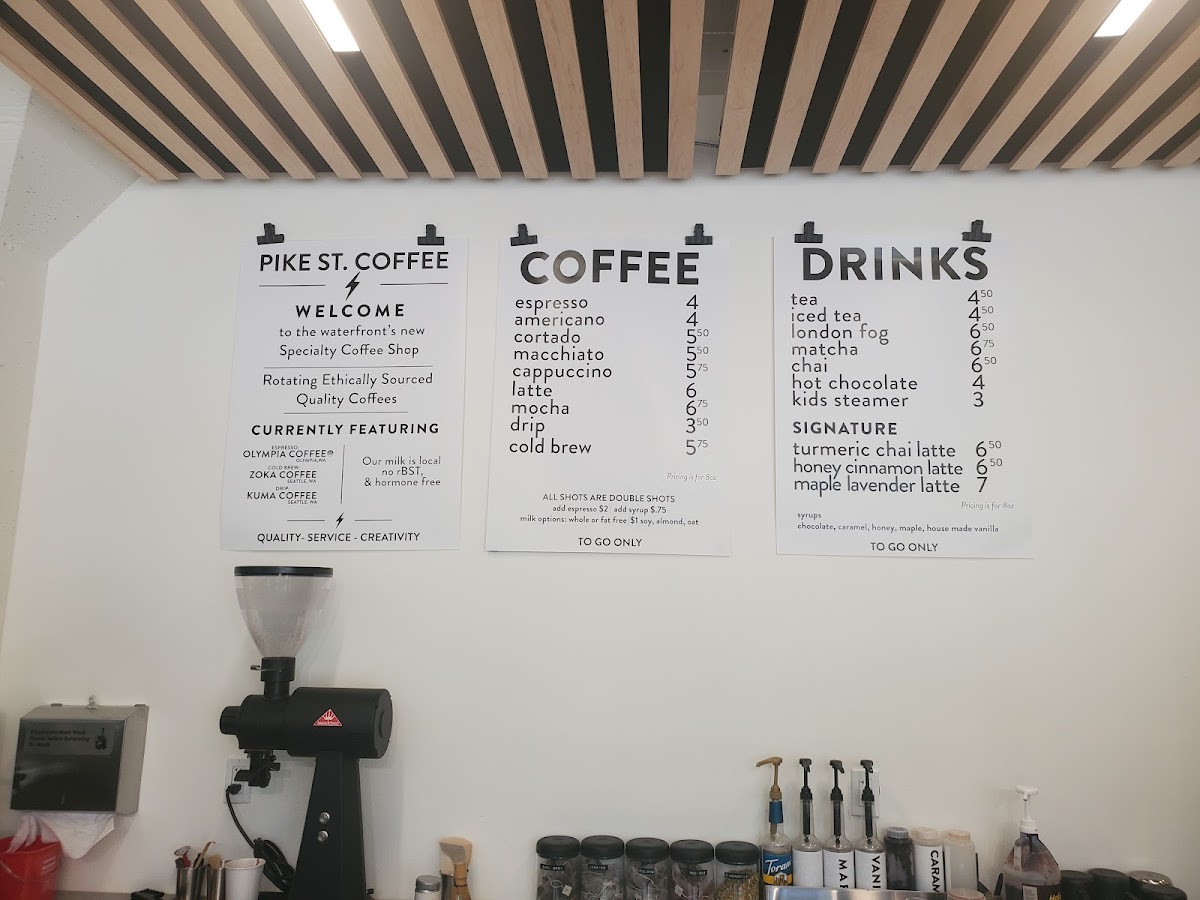 PIKE ST. COFFEE
WELCOME
to the waterfront's new
Specialty Coffee Shop
Rotating Ethically Sourced
Quality Coffees
CURRENTLY FEATURING
ESPRESSO:
OLYMPIA COFFEE
OLYMPIA, WA
COLD BREW:
ZOKA COFFEE
SEATTLE, WA
DRIP:
KUMA COFFEE
SEATTLE, WA
Our milk is local
no rBST,
& hormone free
QUALITY- SERVICE - CREATIVITY
COFFEE
espresso 4
americano 4
cortado 5 50
macchiato 5 50
cappuccino 5 75
latte 6
mocha 6 75
drip 3 50
cold brew 5 75
Pricing is for 8oz
ALL SHOTS ARE DOUBLE SHOTS
add espresso $2 | add syrup $.75
milk options: whole or fat free | $1 soy, almond, oat
TO GO ONLY
DRINKS
tea 4 50
iced tea 4 50
london fog 6 50
matcha 6 75
chai 6 50
hot chocolate 4
kids steamer 3
SIGNATURE
turmeric chai latte 6 50
honey cinnamon latte 6 50
maple lavender latte 7
Pricing is for 8oz
syrups
chocolate, caramel, honey, maple, house made vanilla
TO GO ONLY
Torani
MAP
VANI
CARAM